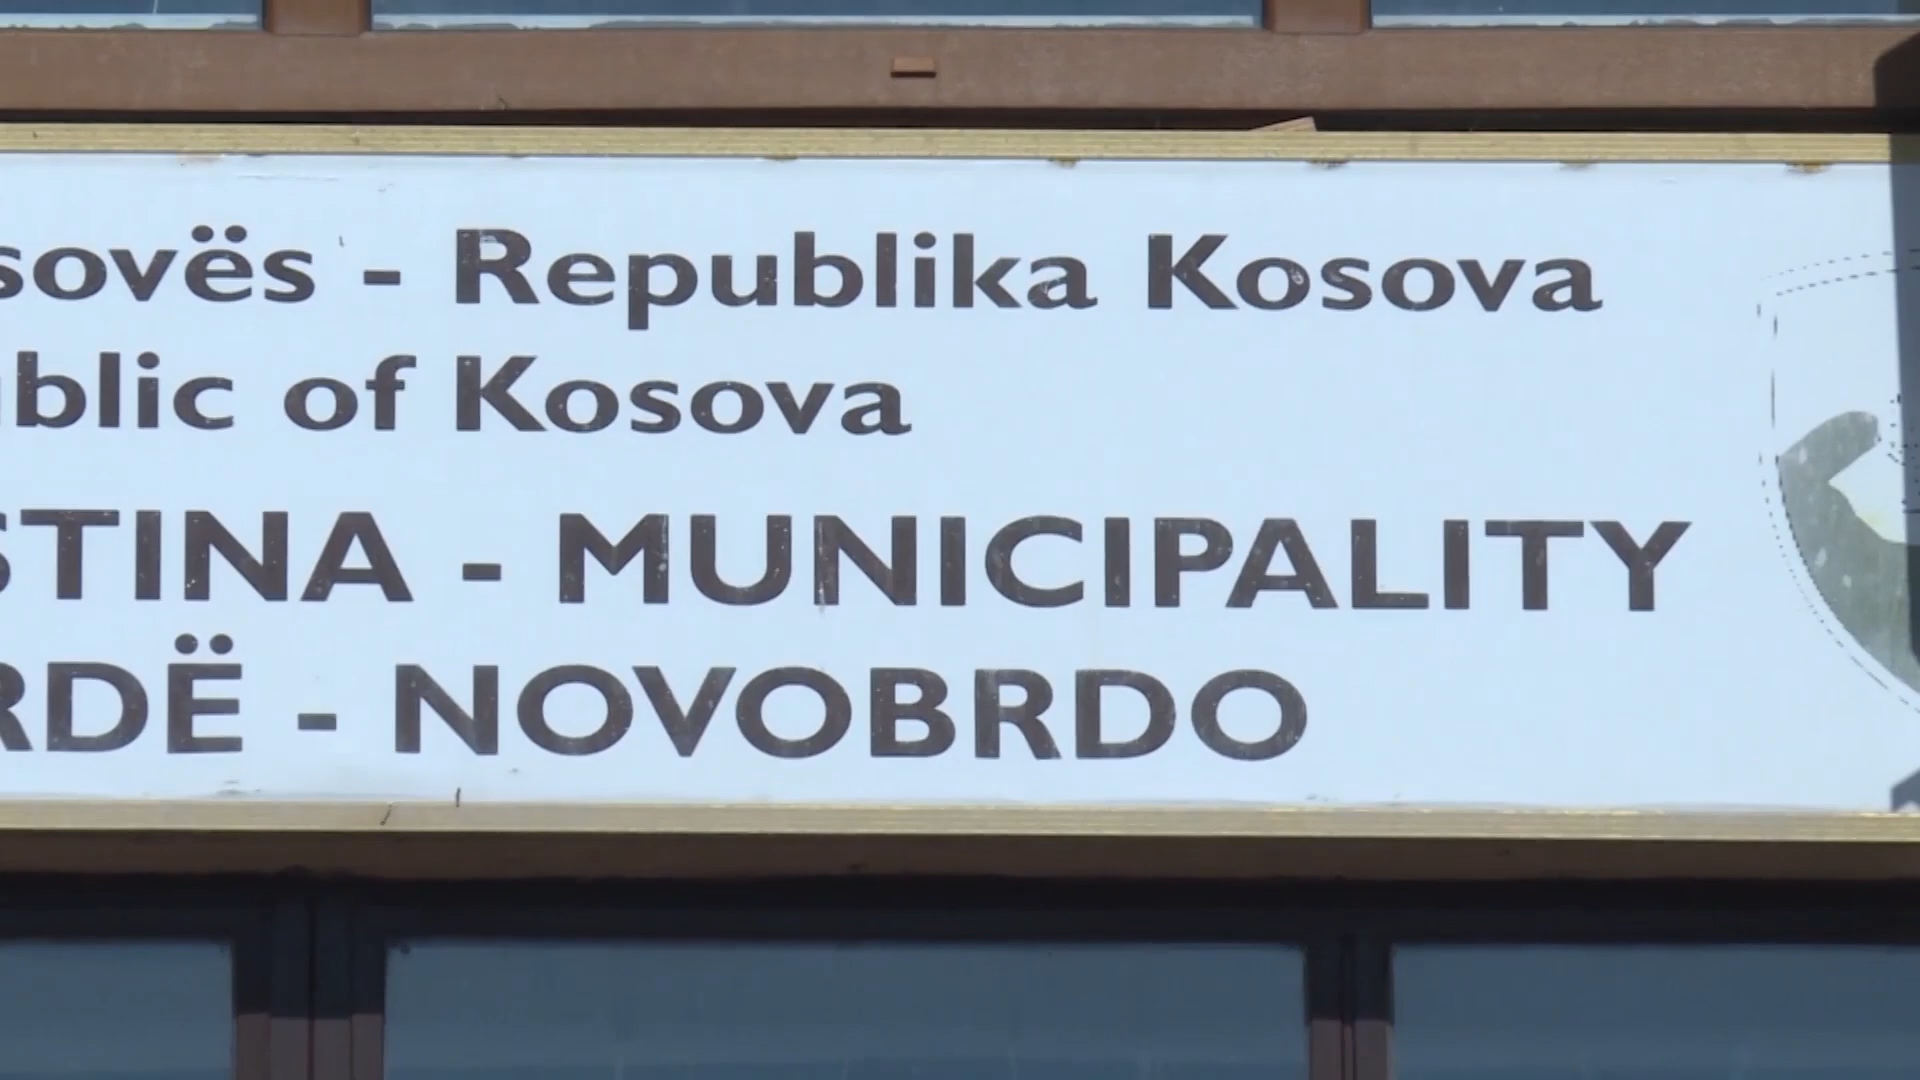 sovës - Republika Kosova
blic of Kosova
STINA - MUNICIPALITY
RDË - NOVOBRDO